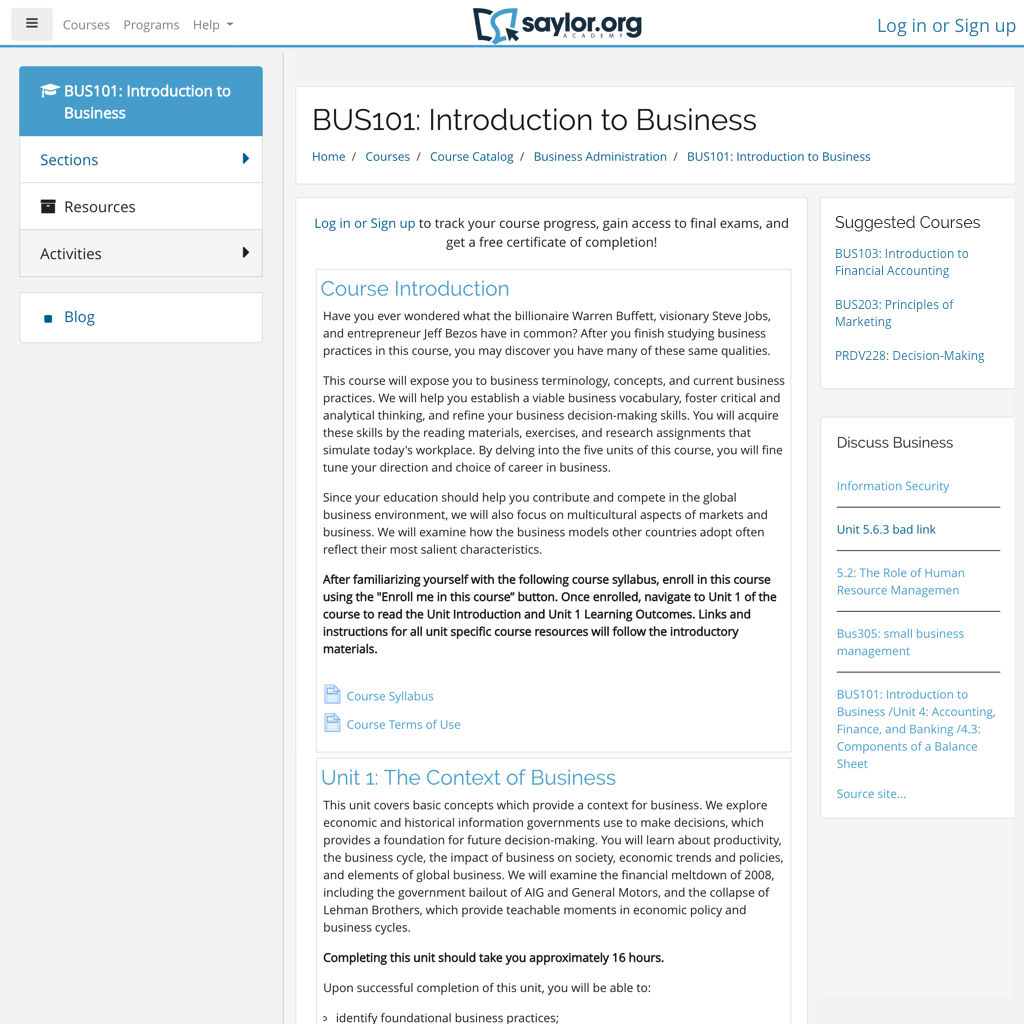 Courses Programs Help
saylor.org
ACADEMY
Log in or Sign up
BUS101: Introduction to
Business
Sections
Resources
Activities
Blog
BUS101: Introduction to Business
Home / Courses / Course Catalog / Business Administration / BUS101: Introduction to Business
Log in or Sign up to track your course progress, gain access to final exams, and
get a free certificate of completion!
Course Introduction
Have you ever wondered what the billionaire Warren Buffett, visionary Steve Jobs,
and entrepreneur Jeff Bezos have in common? After you finish studying business
practices in this course, you may discover you have many of these same qualities.
This course will expose you to business terminology, concepts, and current business
practices. We will help you establish a viable business vocabulary, foster critical and
analytical thinking, and refine your business decision-making skills. You will acquire
these skills by the reading materials, exercises, and research assignments that
simulate today's workplace. By delving into the five units of this course, you will fine
tune your direction and choice of career in business.
Since your education should help you contribute and compete in the global
business environment, we will also focus on multicultural aspects of markets and
business. We will examine how the business models other countries adopt often
reflect their most salient characteristics.
After familiarizing yourself with the following course syllabus, enroll in this course
using the "Enroll me in this course” button. Once enrolled, navigate to Unit 1 of the
course to read the Unit Introduction and Unit 1 Learning Outcomes. Links and
instructions for all unit specific course resources will follow the introductory
materials.
Course Syllabus
Course Terms of Use
Unit 1: The Context of Business
This unit covers basic concepts which provide a context for business. We explore
economic and historical information governments use to make decisions, which
provides a foundation for future decision-making. You will learn about productivity,
the business cycle, the impact of business on society, economic trends and policies,
and elements of global business. We will examine the financial meltdown of 2008,
including the government bailout of AIG and General Motors, and the collapse of
Lehman Brothers, which provide teachable moments in economic policy and
business cycles.
Completing this unit should take you approximately 16 hours.
Upon successful completion of this unit, you will be able to:
identify foundational business practices;
Suggested Courses
BUS103: Introduction to
Financial Accounting
BUS203: Principles of
Marketing
PRDV228: Decision-Making
Discuss Business
Information Security
Unit 5.6.3 bad link
5.2: The Role of Human
Resource Managemen
Bus305: small business
management
BUS101: Introduction to
Business /Unit 4: Accounting,
Finance, and Banking /4.3:
Components of a Balance
Sheet
Source site...